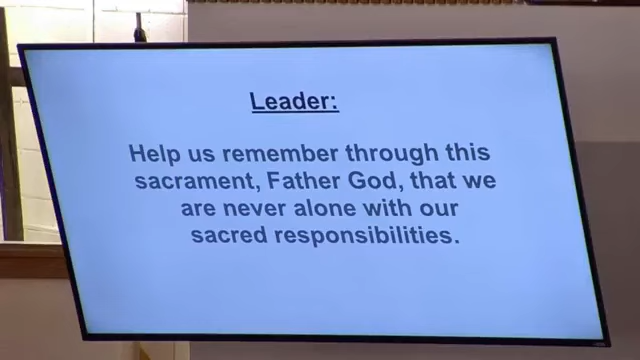 Leader:
Help us remember through this
sacrament, Father God, that we
are never alone with our
sacred responsibilities.